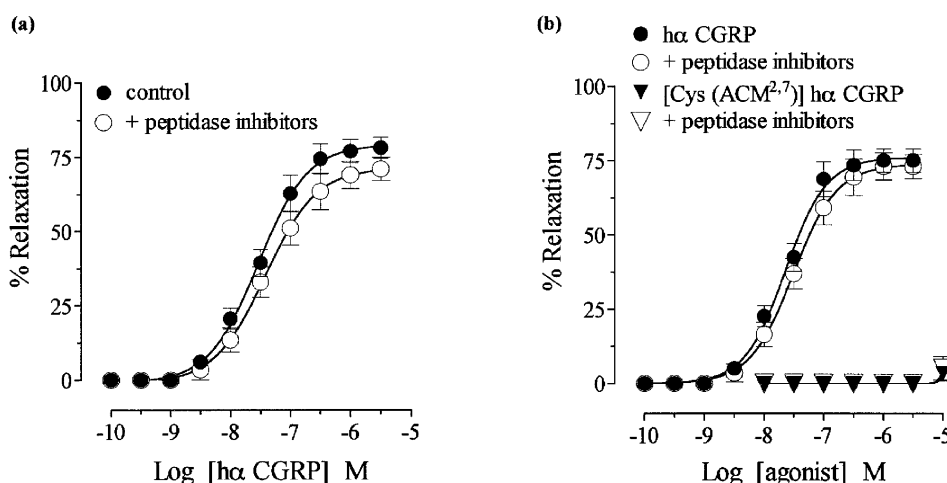 (a)
control
+ peptidase inhibitors
100
75
50
25
0
% Relaxation
-10 -9 -8 -7 -6 -5
Log [hα CGRP] M
(b)
hα CGRP
+ peptidase inhibitors
[Cys (ACM2,7)] hα CGRP
+ peptidase inhibitors
100
75
50
25
0
% Relaxation
-10 -9 -8 -7 -6 -5
Log [agonist] M